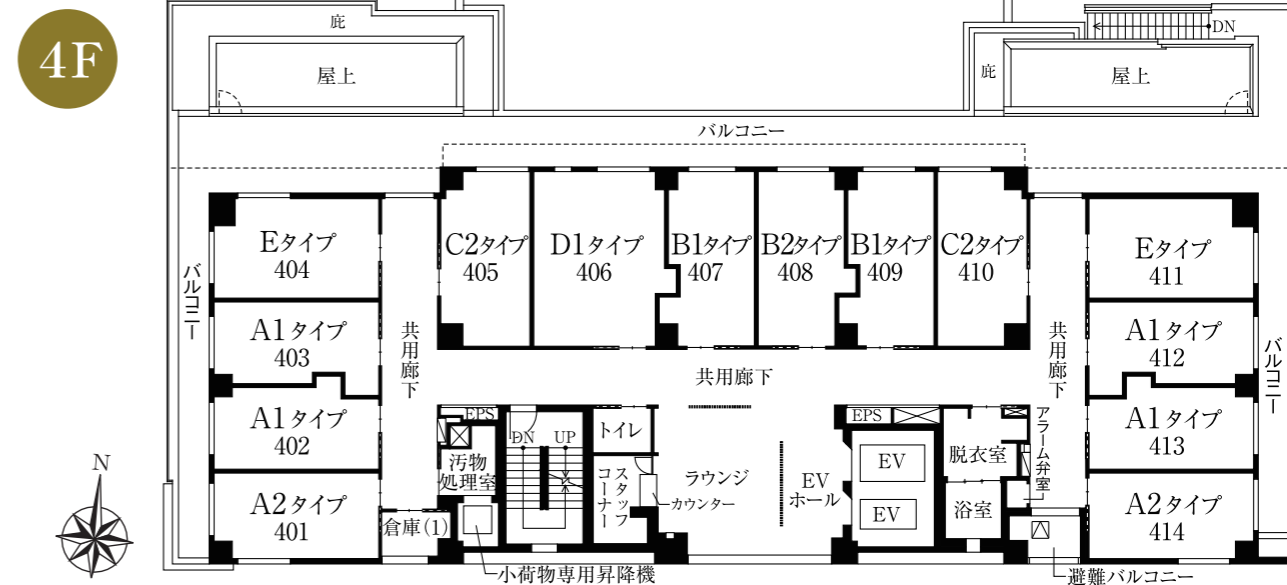 4F
庇
屋上
庇
屋上
DN
バルコニー
バルコニー
Eタイプ
404
A1タイプ
403
A1タイプ
402
A2タイプ
401
共用廊下
C2タイプ
405
D1タイプ
406
B1タイプ
407
B2タイプ
408
B1タイプ
409
C2タイプ
410
共用廊下
共用廊下
Eタイプ
411
A1タイプ
412
A1タイプ
413
A2タイプ
414
バルコニー
EPS
汚物
処理室
倉庫(1)
DN
UP
トイレ
スタッフ
コーナー
カウンター
ラウンジ
EV
ホール
EPS
EV
EV
脱衣室
浴室
アラーム弁室
小荷物専用昇降機
避難バルコニー
N